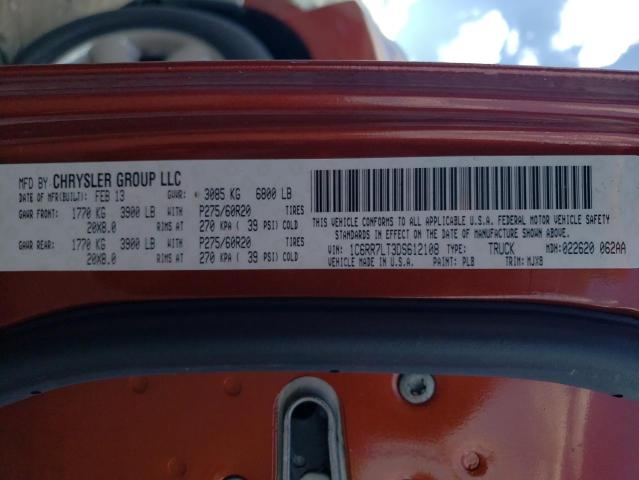 MFD BY CHRYSLER GROUP LLC
DATE OF MFR(BUILT): FEB 13 GVWR: 3085 KG 6800 LB
GAWR FRONT: 1770 KG 3900 LB WITH P275/60R20 TIRES
20X8.0 RIMS AT 270 KPA ( 39 PSI) COLD
GAWR REAR: 1770 KG 3900 LB WITH P275/60R20 TIRES
20X8.0 RIMS AT 270 KPA ( 39 PSI) COLD
THIS VEHICLE CONFORMS TO ALL APPLICABLE U.S.A. FEDERAL MOTOR VEHICLE SAFETY
STANDARDS IN EFFECT ON THE DATE OF MANUFACTURE SHOWN ABOVE.
VIN: 1C6RR7LT3DS612108 TYPE: TRUCK MDH: 022620 062AA
VEHICLE MADE IN U.S.A. PAINT: PLB TRIM: MJX8